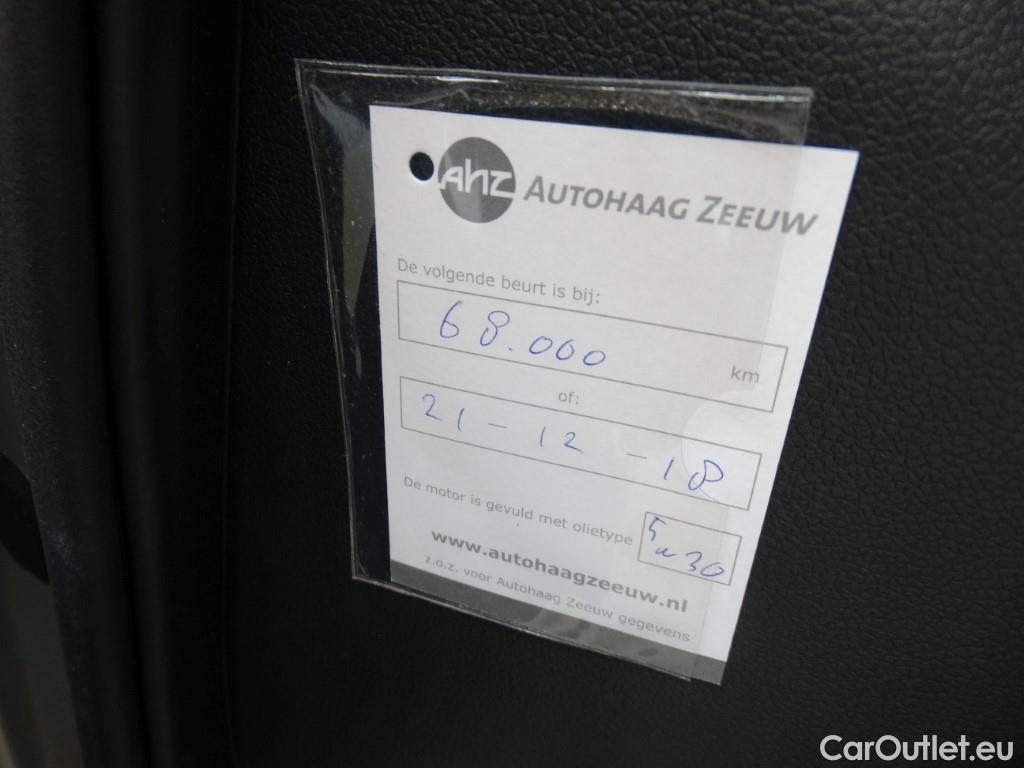 ahz AUTOHAAG ZEEUW
De volgende beurt is bij:
68.000 km
of:
21 - 12 - 18
De motor is gevuld met olietype 5w30
www.autohaagzeeuw.nl
z.o.z. voor Autohaag Zeeuw gegevens
CarOutlet.eu